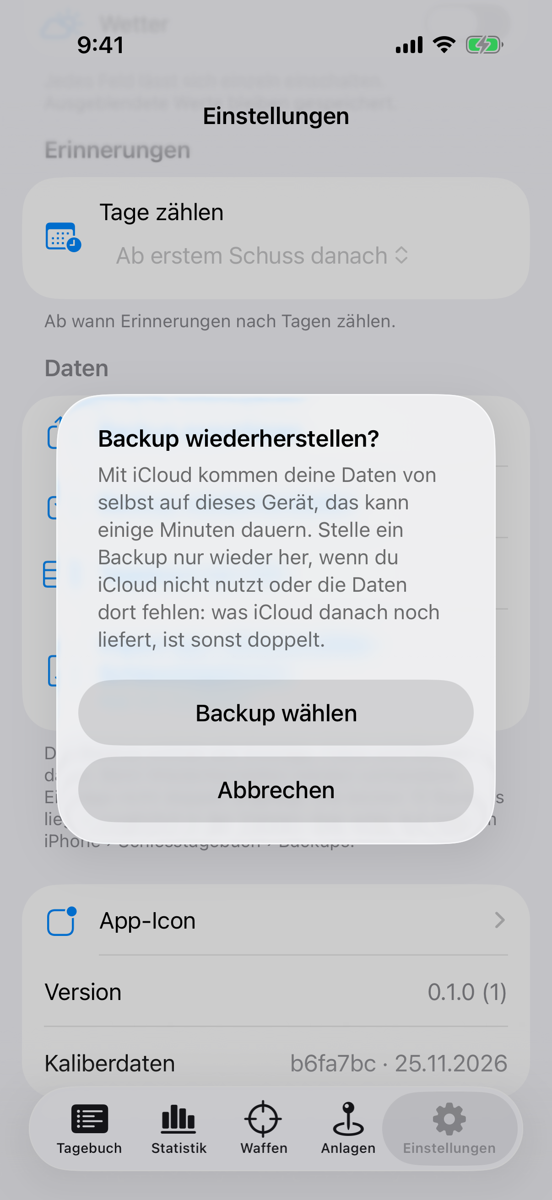 Wetter
9:41
Einstellungen
Erinnerungen
Tage zählen
Ab erstem Schuss danach
Ab wann Erinnerungen nach Tagen zählen.
Daten
Backup wiederherstellen?
Mit iCloud kommen deine Daten von
selbst auf dieses Gerät, das kann
einige Minuten dauern. Stelle ein
Backup nur wieder her, wenn du
iCloud nicht nutzt oder die Daten
dort fehlen: was iCloud danach noch
liefert, ist sonst doppelt.
Backup wählen
Abbrechen
iPhone › Schiesstagebuch › Backups.
App-Icon
Version
0.1.0 (1)
Kaliberdaten
b6fa7bc · 25.11.2026
Tagebuch
Statistik
Waffen
Anlagen
Einstellungen